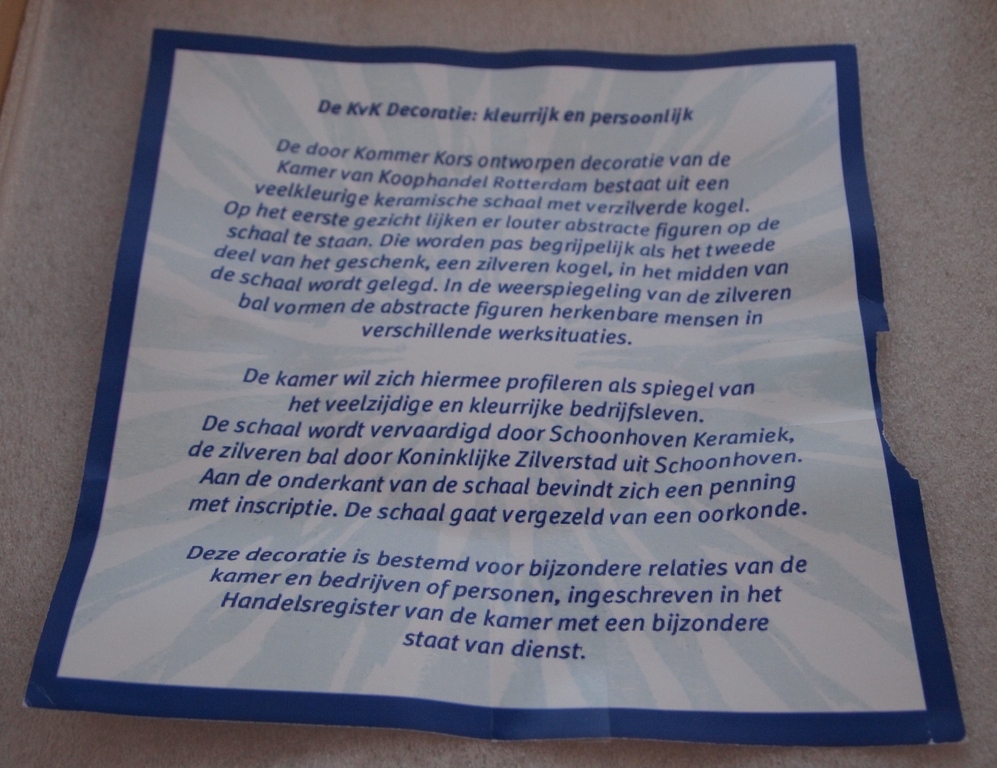 De KvK Decoratie: kleurrijk en persoonlijk
De door Kommer Kors ontworpen decoratie van de
Kamer van Koophandel Rotterdam bestaat uit een
veelkleurige keramische schaal met verzilverde kogel.
Op het eerste gezicht lijken er louter abstracte figuren op de
schaal te staan. Die worden pas begrijpelijk als het tweede
deel van het geschenk, een zilveren kogel, in het midden van
de schaal wordt gelegd. In de weerspiegeling van de zilveren
bal vormen de abstracte figuren herkenbare mensen in
verschillende werksituaties.
De kamer wil zich hiermee profileren als spiegel van
het veelzijdige en kleurrijke bedrijfsleven.
De schaal wordt vervaardigd door Schoonhoven Keramiek,
de zilveren bal door Koninklijke Zilverstad uit Schoonhoven.
Aan de onderkant van de schaal bevindt zich een penning
met inscriptie. De schaal gaat vergezeld van een oorkonde.
Deze decoratie is bestemd voor bijzondere relaties van de
kamer en bedrijven of personen, ingeschreven in het
Handelsregister van de kamer met een bijzondere
staat van dienst.